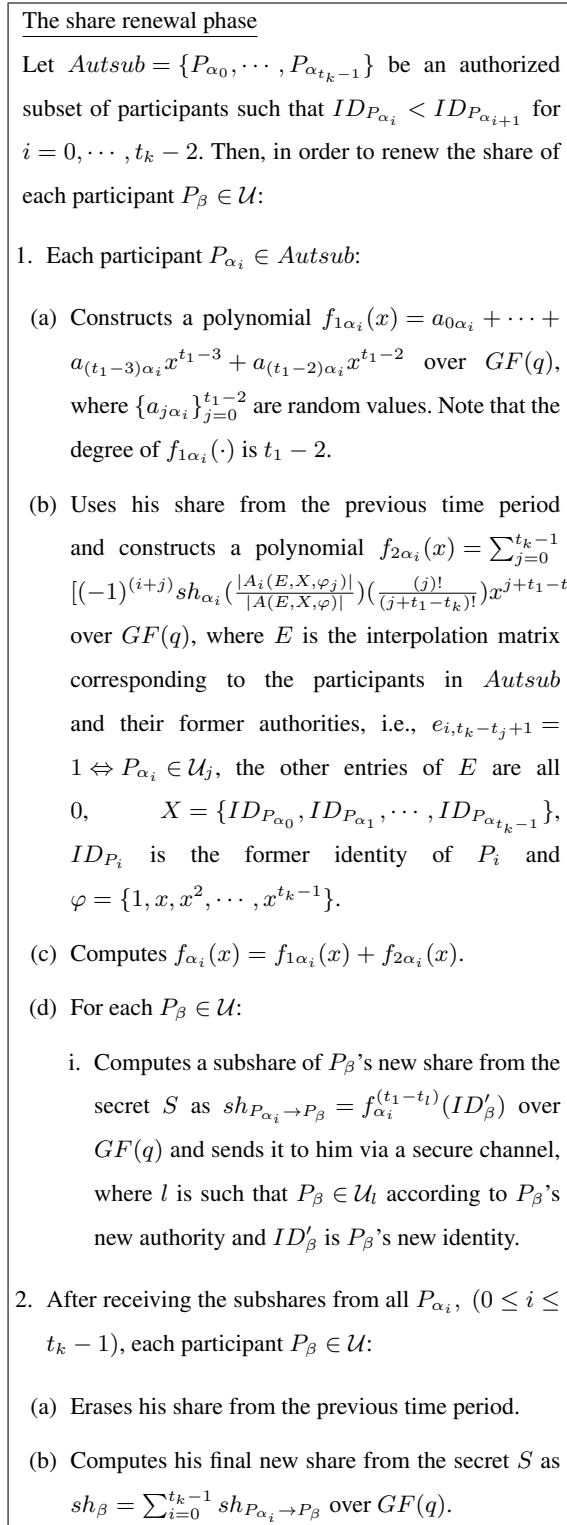 The share renewal phase
Let Autsub = {P_{α_0}, ⋯ , P_{α_{t_k−1}}} be an authorized
subset of participants such that ID_{P_{α_i}} < ID_{P_{α_{i+1}}} for
i = 0, ⋯ , t_k − 2. Then, in order to renew the share of
each participant P_β ∈ 𝒰:
1. Each participant P_{α_i} ∈ Autsub:
(a) Constructs a polynomial f_{1α_i}(x) = a_{0α_i} + ⋯ +
a_{(t_1−3)α_i}x^{t_1−3} + a_{(t_1−2)α_i}x^{t_1−2} over GF(q),
where {a_{jα_i}}_{j=0}^{t_1−2} are random values. Note that the
degree of f_{1α_i}(·) is t_1 − 2.
(b) Uses his share from the previous time period
and constructs a polynomial f_{2α_i}(x) = ∑_{j=0}^{t_k−1}
[(−1)^{(i+j)}sh_{α_i}(\frac{|A_i(E,X,φ_j)|}{|A(E,X,φ)|})(\frac{(j)!}{(j+t_1−t_k)!})x^{j+t_1−t
over GF(q), where E is the interpolation matrix
corresponding to the participants in Autsub
and their former authorities, i.e., e_{i,t_k−t_j+1} =
1 ⇔ P_{α_i} ∈ 𝒰_j, the other entries of E are all
0, X = {ID_{P_{α_0}}, ID_{P_{α_1}}, ⋯ , ID_{P_{α_{t_k−1}}}},
ID_{P_i} is the former identity of P_i and
φ = {1, x, x^2, ⋯ , x^{t_k−1}}.
(c) Computes f_{α_i}(x) = f_{1α_i}(x) + f_{2α_i}(x).
(d) For each P_β ∈ 𝒰:
i. Computes a subshare of P_β's new share from the
secret S as sh_{P_{α_i}→P_β} = f_{α_i}^{(t_1−t_l)}(ID′_β) over
GF(q) and sends it to him via a secure channel,
where l is such that P_β ∈ 𝒰_l according to P_β's
new authority and ID′_β is P_β's new identity.
2. After receiving the subshares from all P_{α_i}, (0 ≤ i ≤
t_k − 1), each participant P_β ∈ 𝒰:
(a) Erases his share from the previous time period.
(b) Computes his final new share from the secret S as
sh_β = ∑_{i=0}^{t_k−1} sh_{P_{α_i}→P_β} over GF(q).